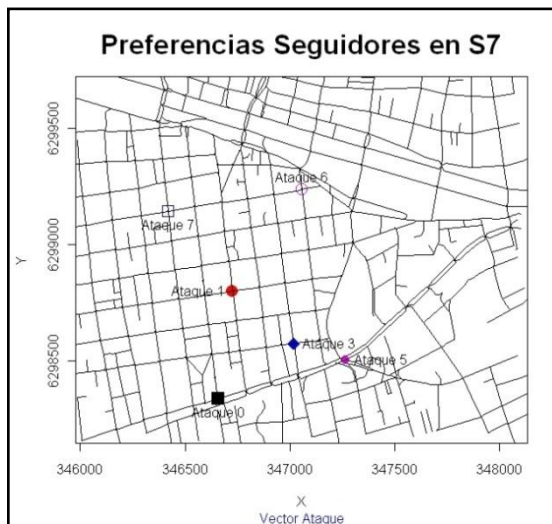 Preferencias Seguidores en S7
6299500
Ataque 6
Ataque 7
6299000
Y
Ataque 1
Ataque 3
6298500
Ataque 5
Ataque 0
346000 346500 347000 347500 348000
X
Vector Ataque